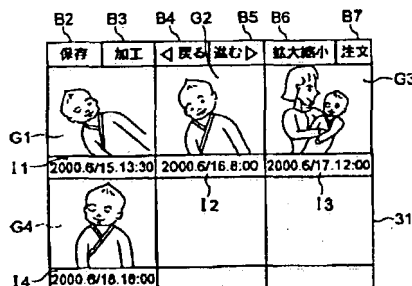 B2 B3 B4 G2 B5 B6 B7
保存 加工 ◁戻る 進む▷ 拡大縮小 注文
G3
G1
I1 2000.6/15.13:30 2000.6/16.8:00 2000.6/17.12:00
I2 I3
G4
31
I4 2000.6/18.16:00